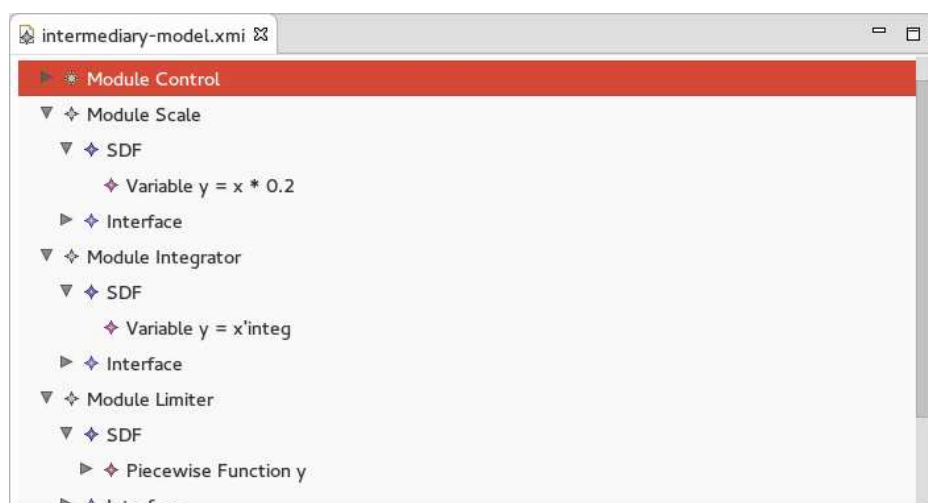 intermediary-model.xmi
Module Control
Module Scale
SDF
Variable y = x * 0.2
Interface
Module Integrator
SDF
Variable y = x'integ
Interface
Module Limiter
SDF
Piecewise Function y